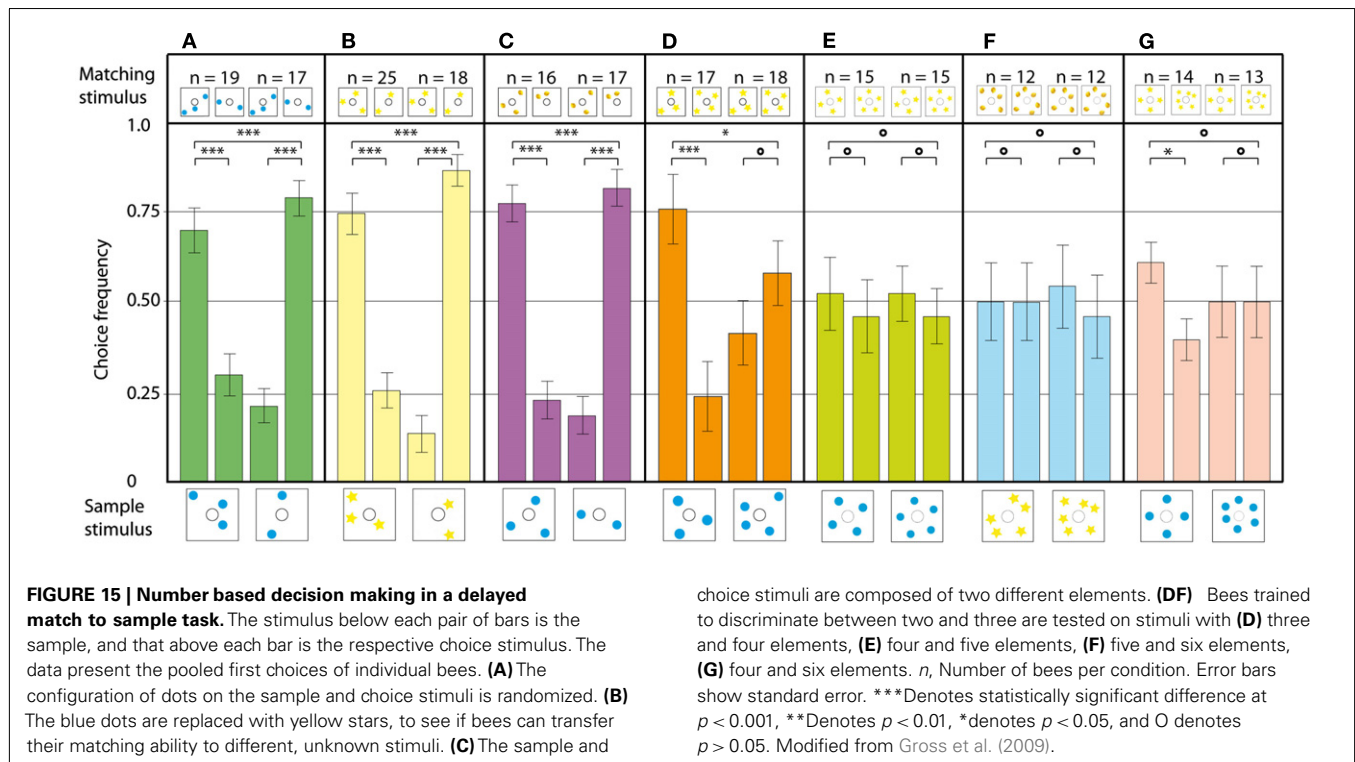 A B C D E F G
Matching
stimulus
n = 19 n = 17 n = 25 n = 18 n = 16 n = 17 n = 17 n = 18 n = 15 n = 15 n = 12 n = 12 n = 14 n = 13
1.0
*** *** *** * o o o
*** *** *** *** *** *** *** o o o o o * o
0.75
0.50
0.25
0
Choice frequency
Sample
stimulus
FIGURE 15 | Number based decision making in a delayed
match to sample task. The stimulus below each pair of bars is the
sample, and that above each bar is the respective choice stimulus. The
data present the pooled first choices of individual bees. (A) The
configuration of dots on the sample and choice stimuli is randomized. (B)
The blue dots are replaced with yellow stars, to see if bees can transfer
their matching ability to different, unknown stimuli. (C) The sample and
choice stimuli are composed of two different elements. (DF) Bees trained
to discriminate between two and three are tested on stimuli with (D) three
and four elements, (E) four and five elements, (F) five and six elements,
(G) four and six elements. n, Number of bees per condition. Error bars
show standard error. ***Denotes statistically significant difference at
p < 0.001, **Denotes p < 0.01, *denotes p < 0.05, and O denotes
p > 0.05. Modified from Gross et al. (2009).